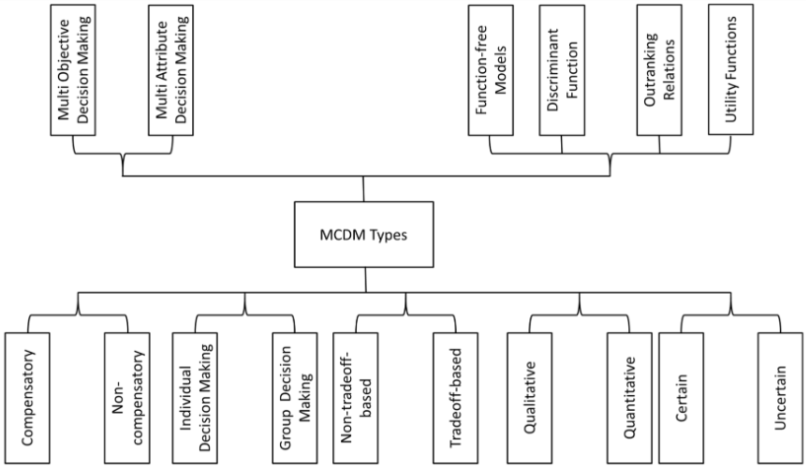 Multi Objective
Decision Making
Multi Attribute
Decision Making
Function-free
Models
Discriminant
Function
Outranking
Relations
Utility Functions
MCDM Types
Compensatory
Non-
compensatory
Individual
Decision Making
Group Decision
Making
Non-tradeoff-
based
Tradeoff-based
Qualitative
Quantitative
Certain
Uncertain